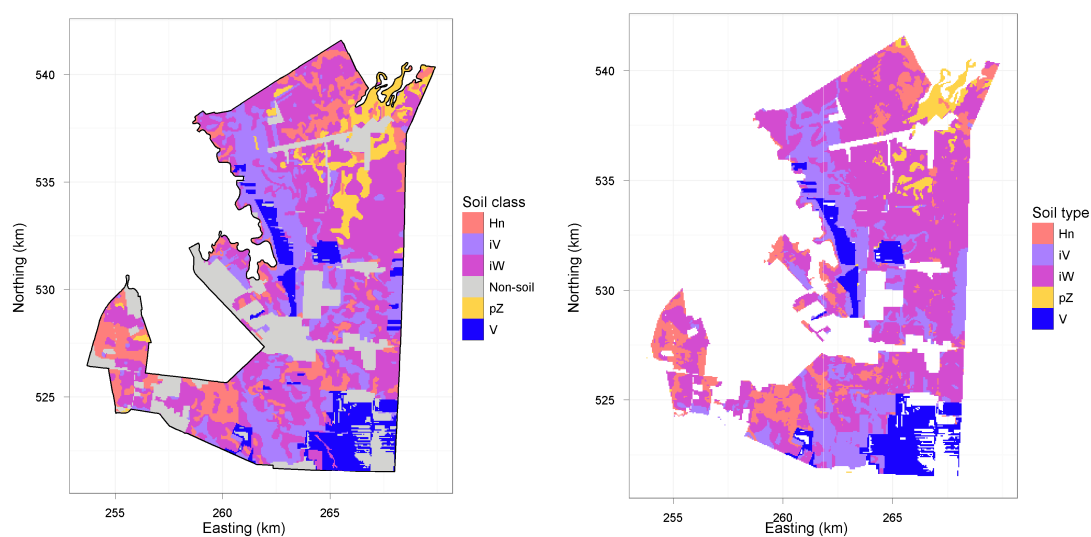 Northing (km)
540
535
530
525
255
260
265
Easting (km)
Soil class
Hn
iV
iW
Non-soil
pZ
V
Northing (km)
540
535
530
525
255
260
265
Easting (km)
Soil type
Hn
iV
iW
pZ
V